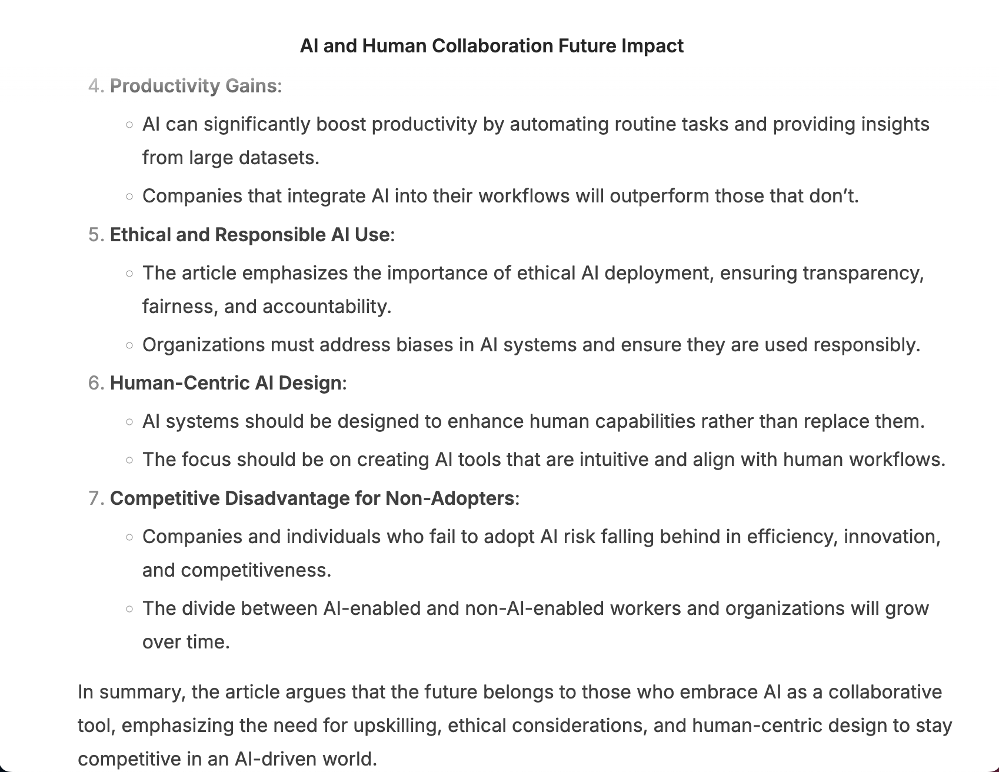 AI and Human Collaboration Future Impact
4. Productivity Gains:
○ AI can significantly boost productivity by automating routine tasks and providing insights
from large datasets.
○ Companies that integrate AI into their workflows will outperform those that don’t.
5. Ethical and Responsible AI Use:
○ The article emphasizes the importance of ethical AI deployment, ensuring transparency,
fairness, and accountability.
○ Organizations must address biases in AI systems and ensure they are used responsibly.
6. Human-Centric AI Design:
○ AI systems should be designed to enhance human capabilities rather than replace them.
○ The focus should be on creating AI tools that are intuitive and align with human workflows.
7. Competitive Disadvantage for Non-Adopters:
○ Companies and individuals who fail to adopt AI risk falling behind in efficiency, innovation,
and competitiveness.
○ The divide between AI-enabled and non-AI-enabled workers and organizations will grow
over time.
In summary, the article argues that the future belongs to those who embrace AI as a collaborative
tool, emphasizing the need for upskilling, ethical considerations, and human-centric design to stay
competitive in an AI-driven world.